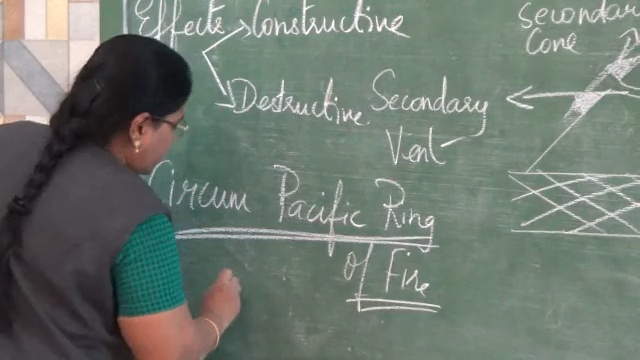 Effects Constructive
Destructive
Secondary
Vent
Secondary
Cone
Circum Pacific Ring
of Fire